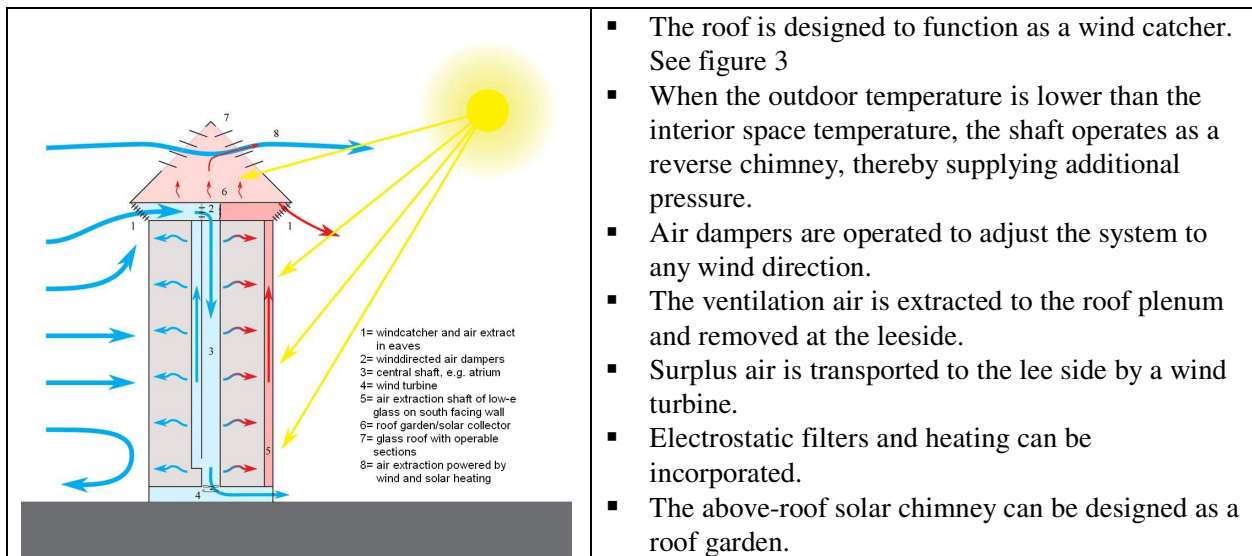 7
8
6
2
1
1
3
5
4
1= windcatcher and air extract
in eaves
2= winddirected air dampers
3= central shaft, e.g. atrium
4= wind turbine
5= air extraction shaft of low-e
glass on south facing wall
6= roof garden/solar collector
7= glass roof with operable
sections
8= air extraction powered by
wind and solar heating
▪ The roof is designed to function as a wind catcher.
See figure 3
▪ When the outdoor temperature is lower than the
interior space temperature, the shaft operates as a
reverse chimney, thereby supplying additional
pressure.
▪ Air dampers are operated to adjust the system to
any wind direction.
▪ The ventilation air is extracted to the roof plenum
and removed at the leeside.
▪ Surplus air is transported to the lee side by a wind
turbine.
▪ Electrostatic filters and heating can be
incorporated.
▪ The above-roof solar chimney can be designed as a
roof garden.